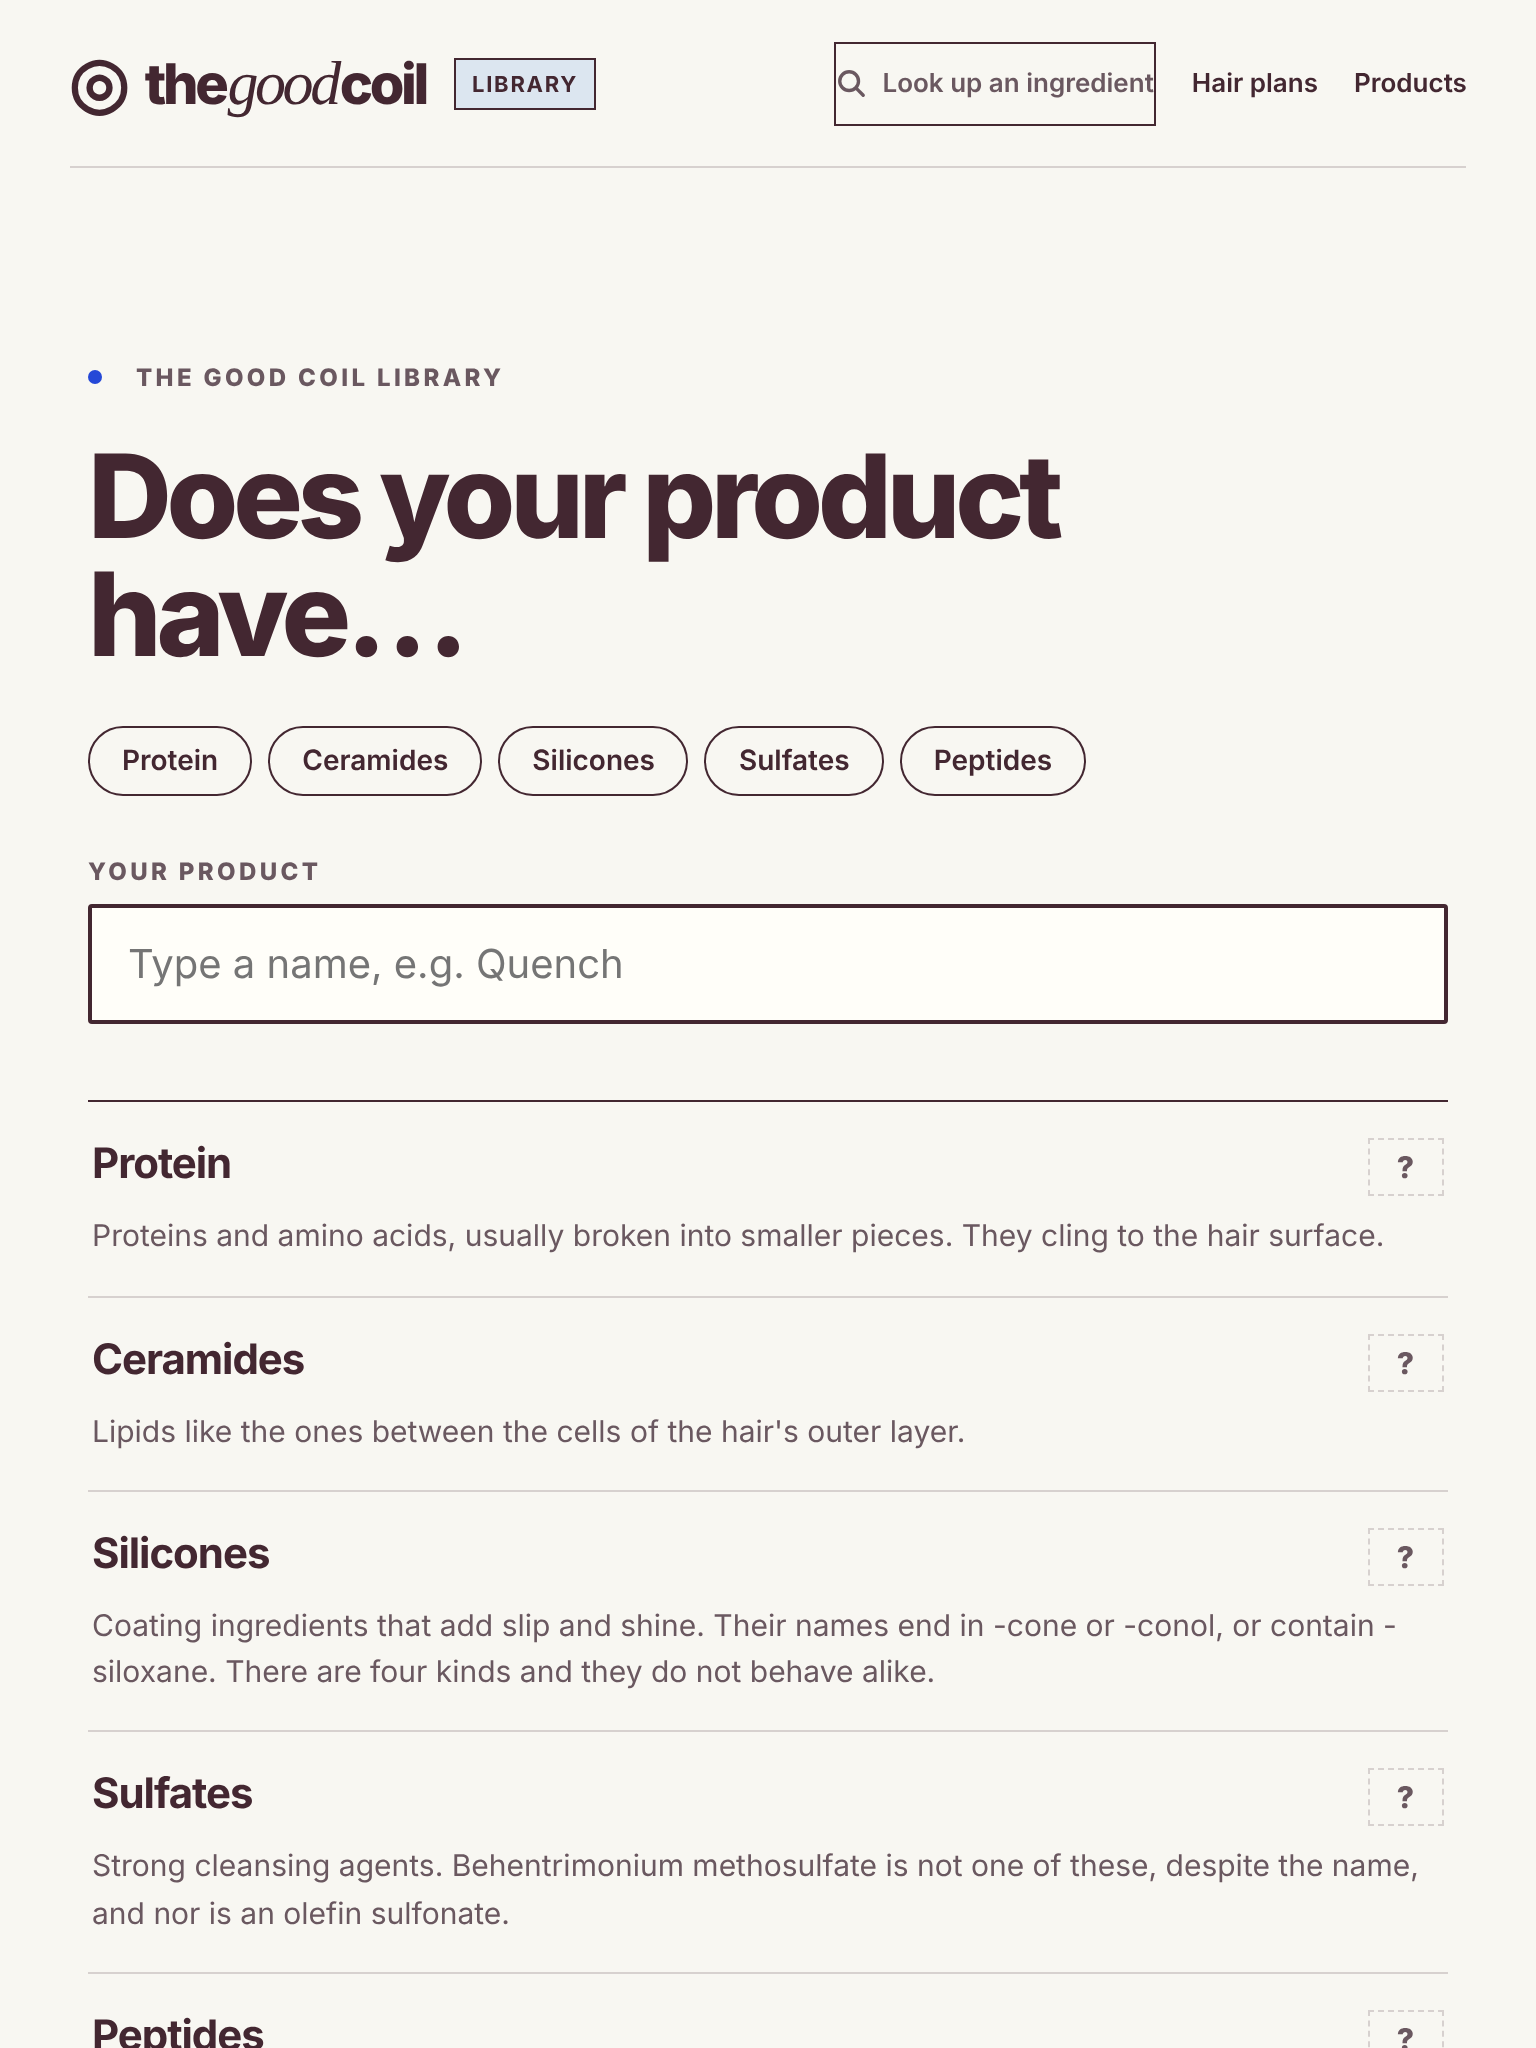 thegoodcoil LIBRARY Look up an ingredient Hair plans Products
THE GOOD COIL LIBRARY
Does your product
have...
Protein Ceramides Silicones Sulfates Peptides
YOUR PRODUCT
Type a name, e.g. Quench
Protein ?
Proteins and amino acids, usually broken into smaller pieces. They cling to the hair surface.
Ceramides ?
Lipids like the ones between the cells of the hair's outer layer.
Silicones ?
Coating ingredients that add slip and shine. Their names end in -cone or -conol, or contain -
siloxane. There are four kinds and they do not behave alike.
Sulfates ?
Strong cleansing agents. Behentrimonium methosulfate is not one of these, despite the name,
and nor is an olefin sulfonate.
Peptides ?